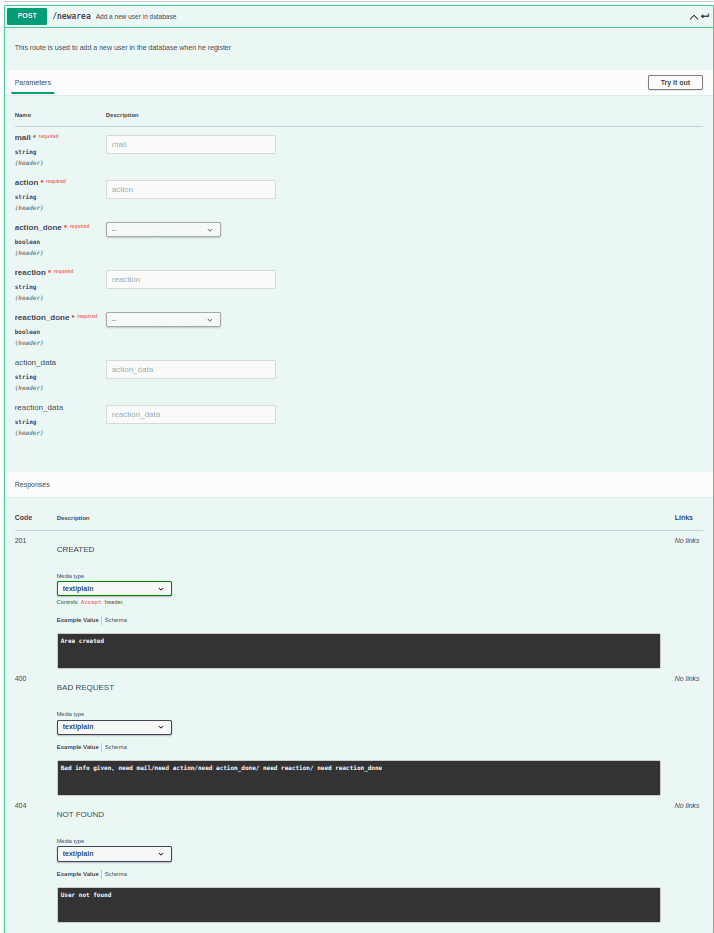 POST /newarea Add a new user in database
This route is used to add a new user in the database when he register
Parameters Try it out
Name Description
mail * required
mail
string
(header)
action * required
action
string
(header)
action_done * required
--
boolean
(header)
reaction * required
reaction
string
(header)
reaction_done * required
--
boolean
(header)
action_data
action_data
string
(header)
reaction_data
reaction_data
string
(header)
Responses
Code Description Links
201 No links
CREATED
Media type
text/plain
Controls Accept header.
Example Value Schema
Area created
400 No links
BAD REQUEST
Media type
text/plain
Example Value Schema
Bad info given, need mail/need action/need action_done/ need reaction/ need reaction_done
404 No links
NOT FOUND
Media type
text/plain
Example Value Schema
User not found